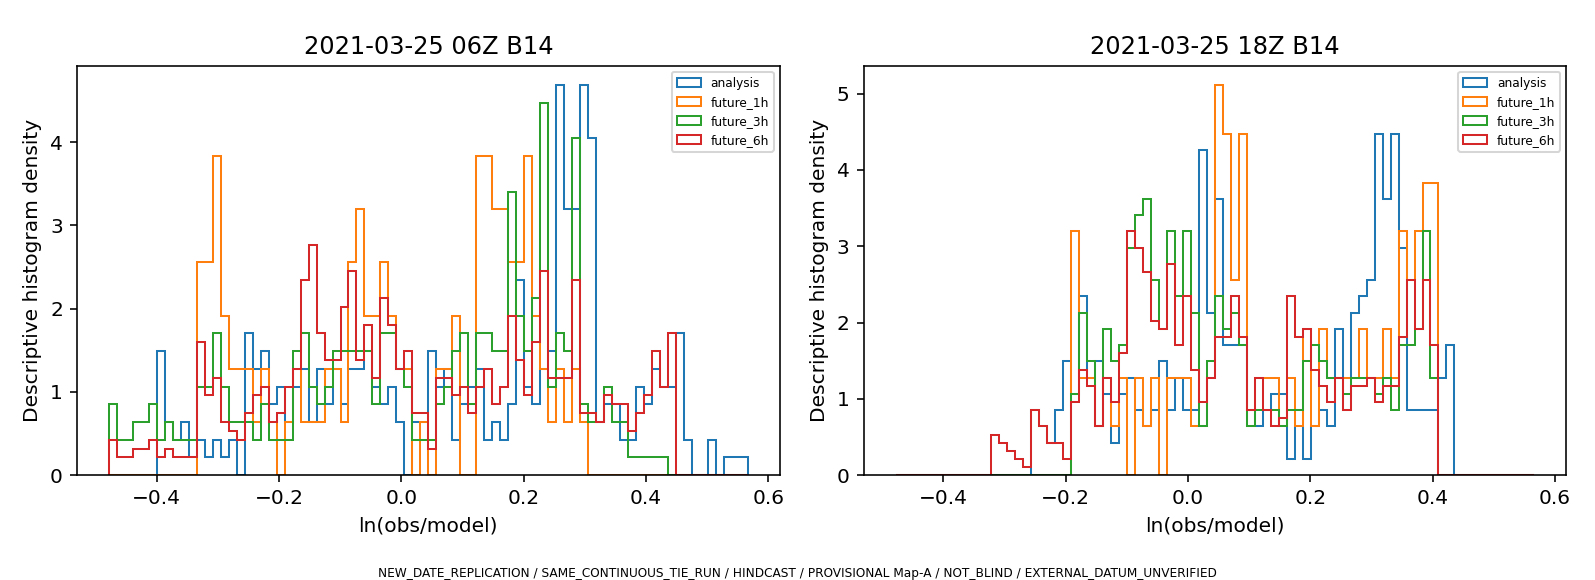 2021-03-25 06Z B14
2021-03-25 18Z B14
Descriptive histogram density
0
1
2
3
4
−0.4
−0.2
0.0
0.2
0.4
0.6
ln(obs/model)
analysis
future_1h
future_3h
future_6h
Descriptive histogram density
0
1
2
3
4
5
−0.4
−0.2
0.0
0.2
0.4
0.6
ln(obs/model)
analysis
future_1h
future_3h
future_6h
NEW_DATE_REPLICATION / SAME_CONTINUOUS_TIE_RUN / HINDCAST / PROVISIONAL Map-A / NOT_BLIND / EXTERNAL_DATUM_UNVERIFIED